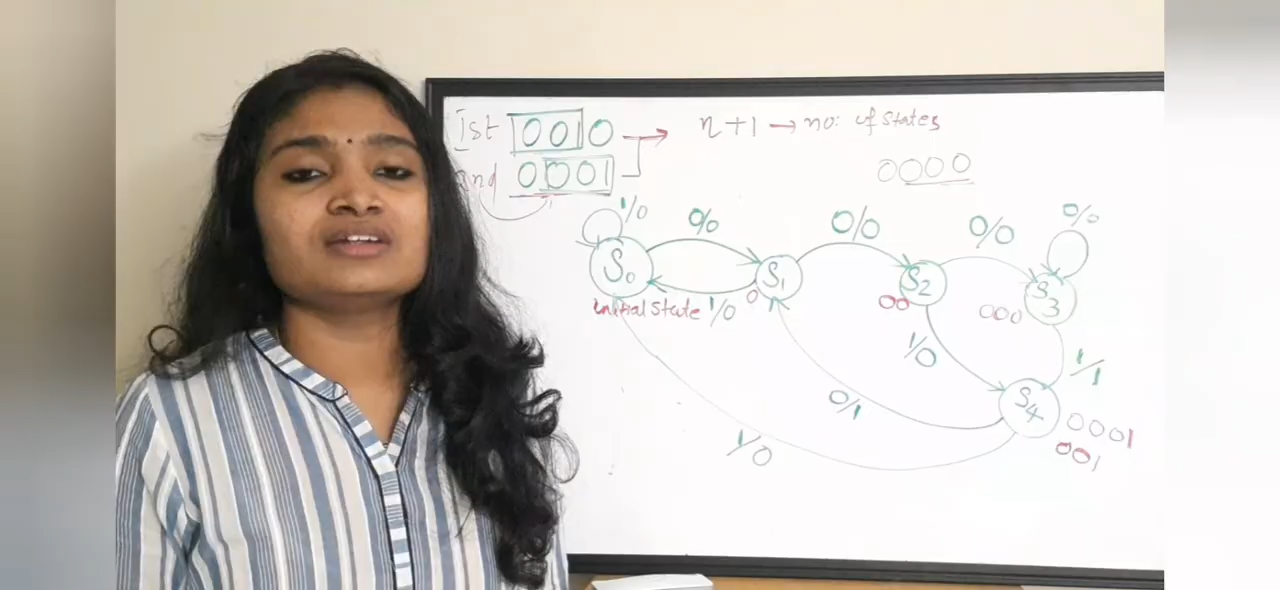 Ist 0010 → n+1 → no: of states
2nd 0001
0000
1/0
0/0
0/0
0/0
0/0
S0
S1
S2
S3
initial state
1/0
0
00
000
1/0
1/1
0/1
S4
0001
001
1/0